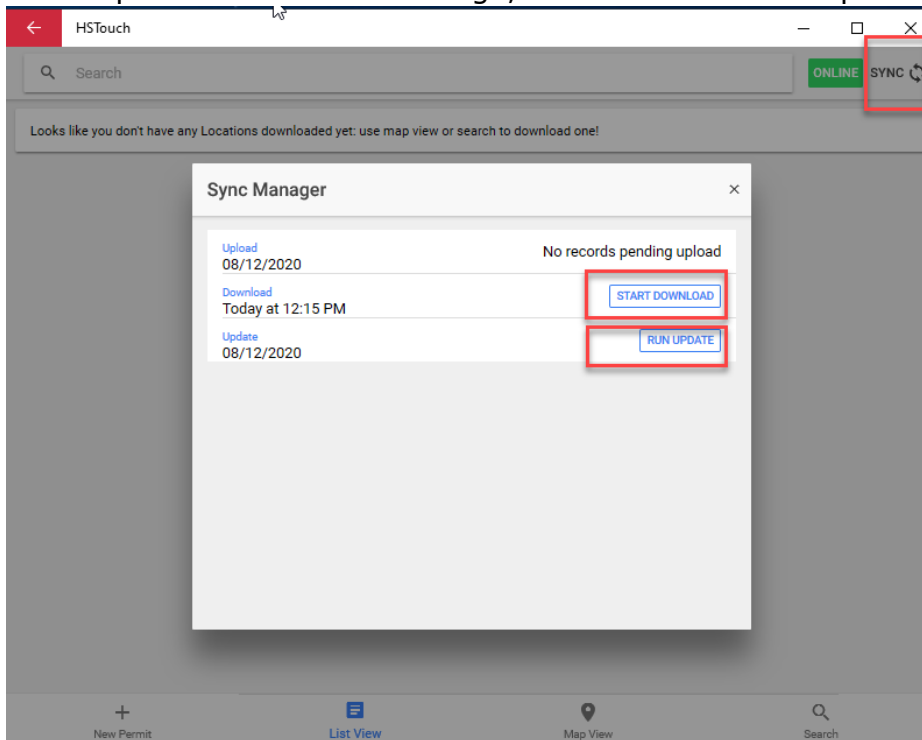 HSTouch
Search
ONLINE SYNC
Looks like you don't have any Locations downloaded yet: use map view or search to download one!
Sync Manager
Upload
08/12/2020
No records pending upload
Download
Today at 12:15 PM
START DOWNLOAD
Update
08/12/2020
RUN UPDATE
New Permit
List View
Map View
Search